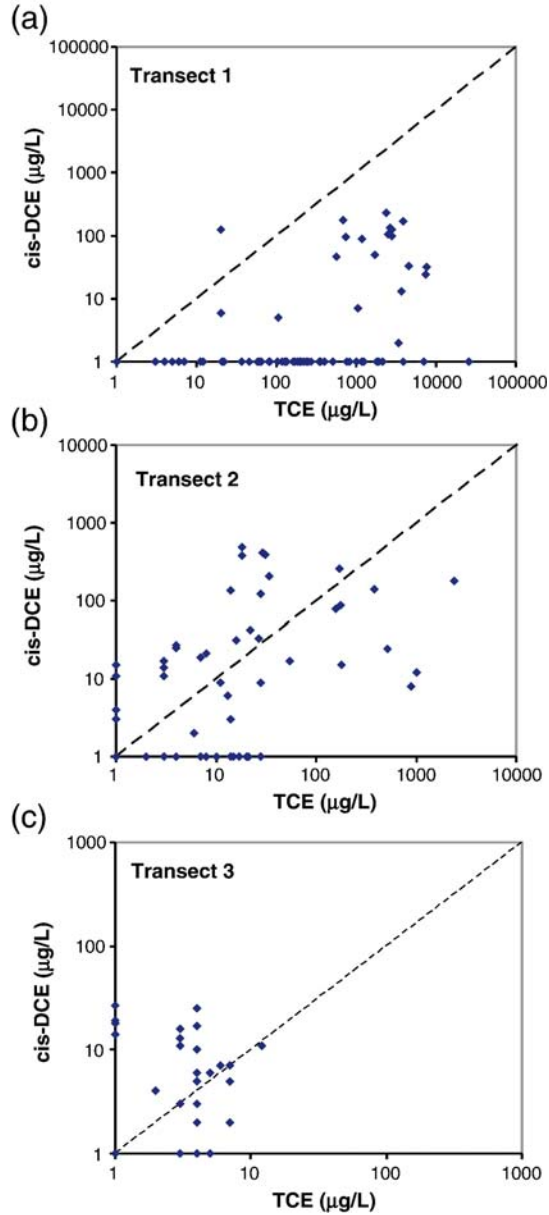 (a)
100000
Transect 1
10000
1000
100
10
1
cis-DCE (µg/L)
1 10 100 1000 10000 100000
TCE (µg/L)
(b)
10000
Transect 2
1000
100
10
1
cis-DCE (µg/L)
1 10 100 1000 10000
TCE (µg/L)
(c)
1000
Transect 3
100
10
1
cis-DCE (µg/L)
1 10 100 1000
TCE (µg/L)